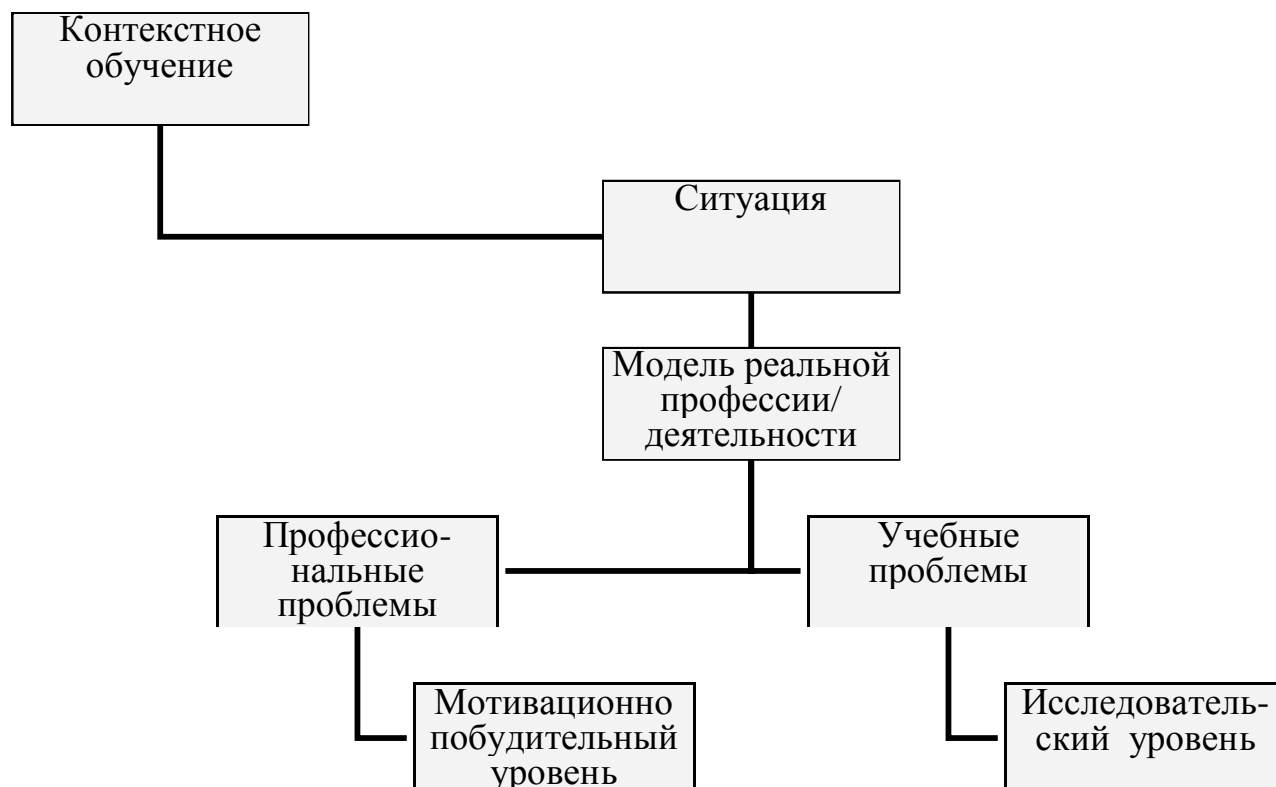 Контекстное
обучение
Ситуация
Модель реальной
профессии/
деятельности
Профессио-
нальные
проблемы
Учебные
проблемы
Мотивационно
побудительный
уровень
Исследователь-
ский уровень